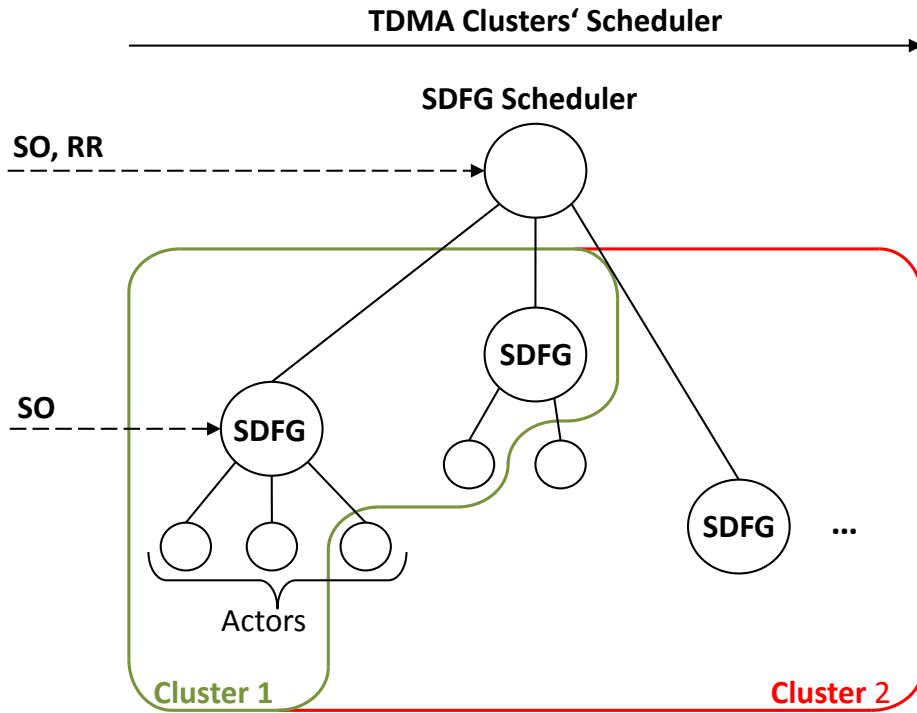 TDMA Clusters‘ Scheduler
SDFG Scheduler
SO, RR
SDFG
SO
SDFG
SDFG
...
Actors
Cluster 1
Cluster 2